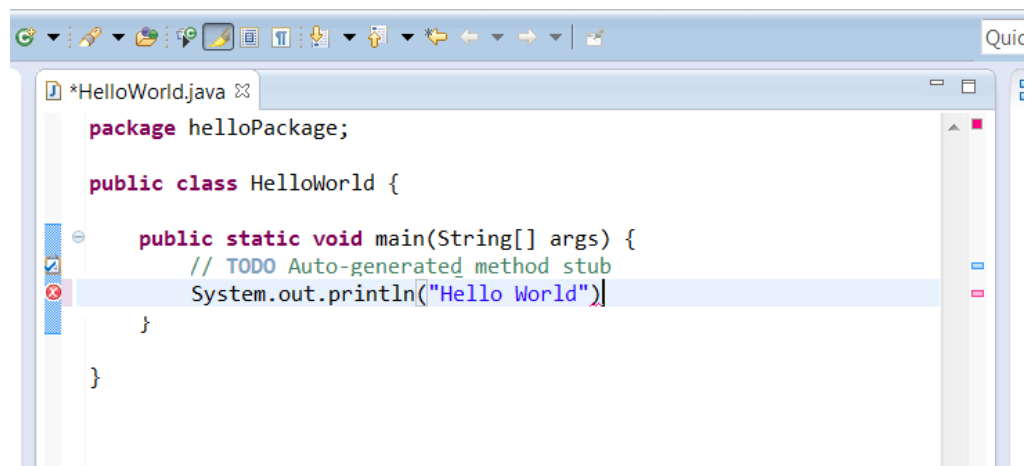 Quic
*HelloWorld.java
package helloPackage;
public class HelloWorld {
public static void main(String[] args) {
// TODO Auto-generated method stub
System.out.println("Hello World")
}
}